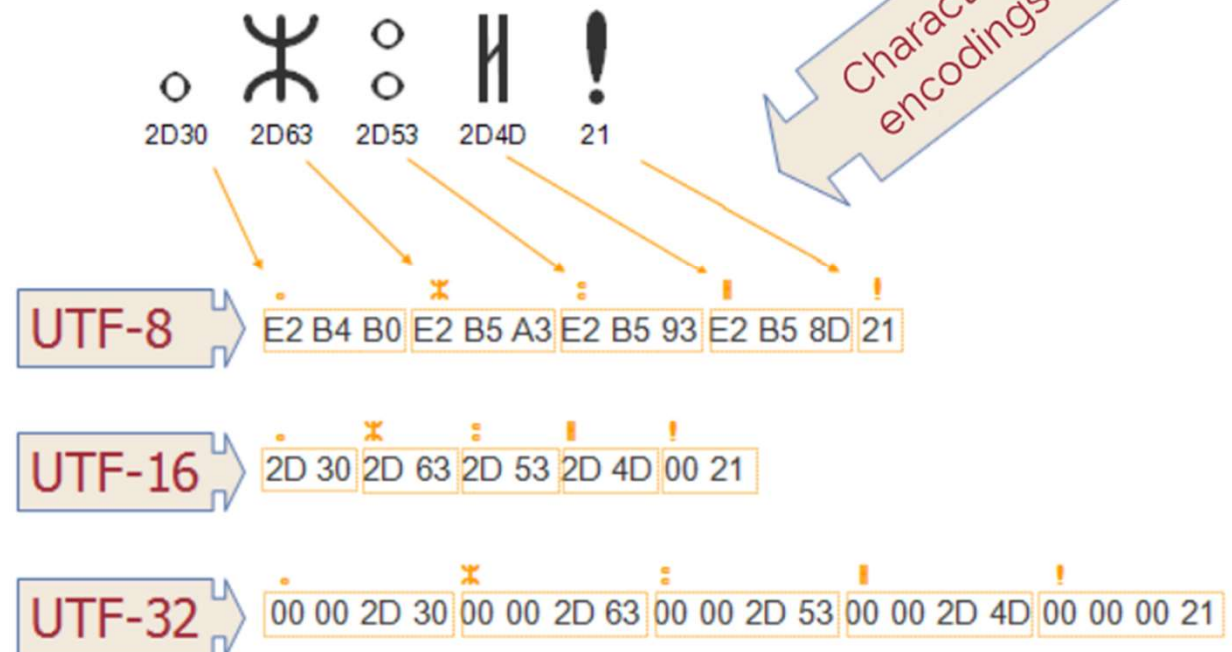 ⴰ ⵣ ⵓ ⵍ !
2D30 2D63 2D53 2D4D 21
Charact
encodings
ⴰ ⵣ ⵓ ⵍ !
UTF-8 E2 B4 B0 E2 B5 A3 E2 B5 93 E2 B5 8D 21
ⴰ ⵣ ⵓ ⵍ !
UTF-16 2D 30 2D 63 2D 53 2D 4D 00 21
ⴰ ⵣ ⵓ ⵍ !
UTF-32 00 00 2D 30 00 00 2D 63 00 00 2D 53 00 00 2D 4D 00 00 00 21